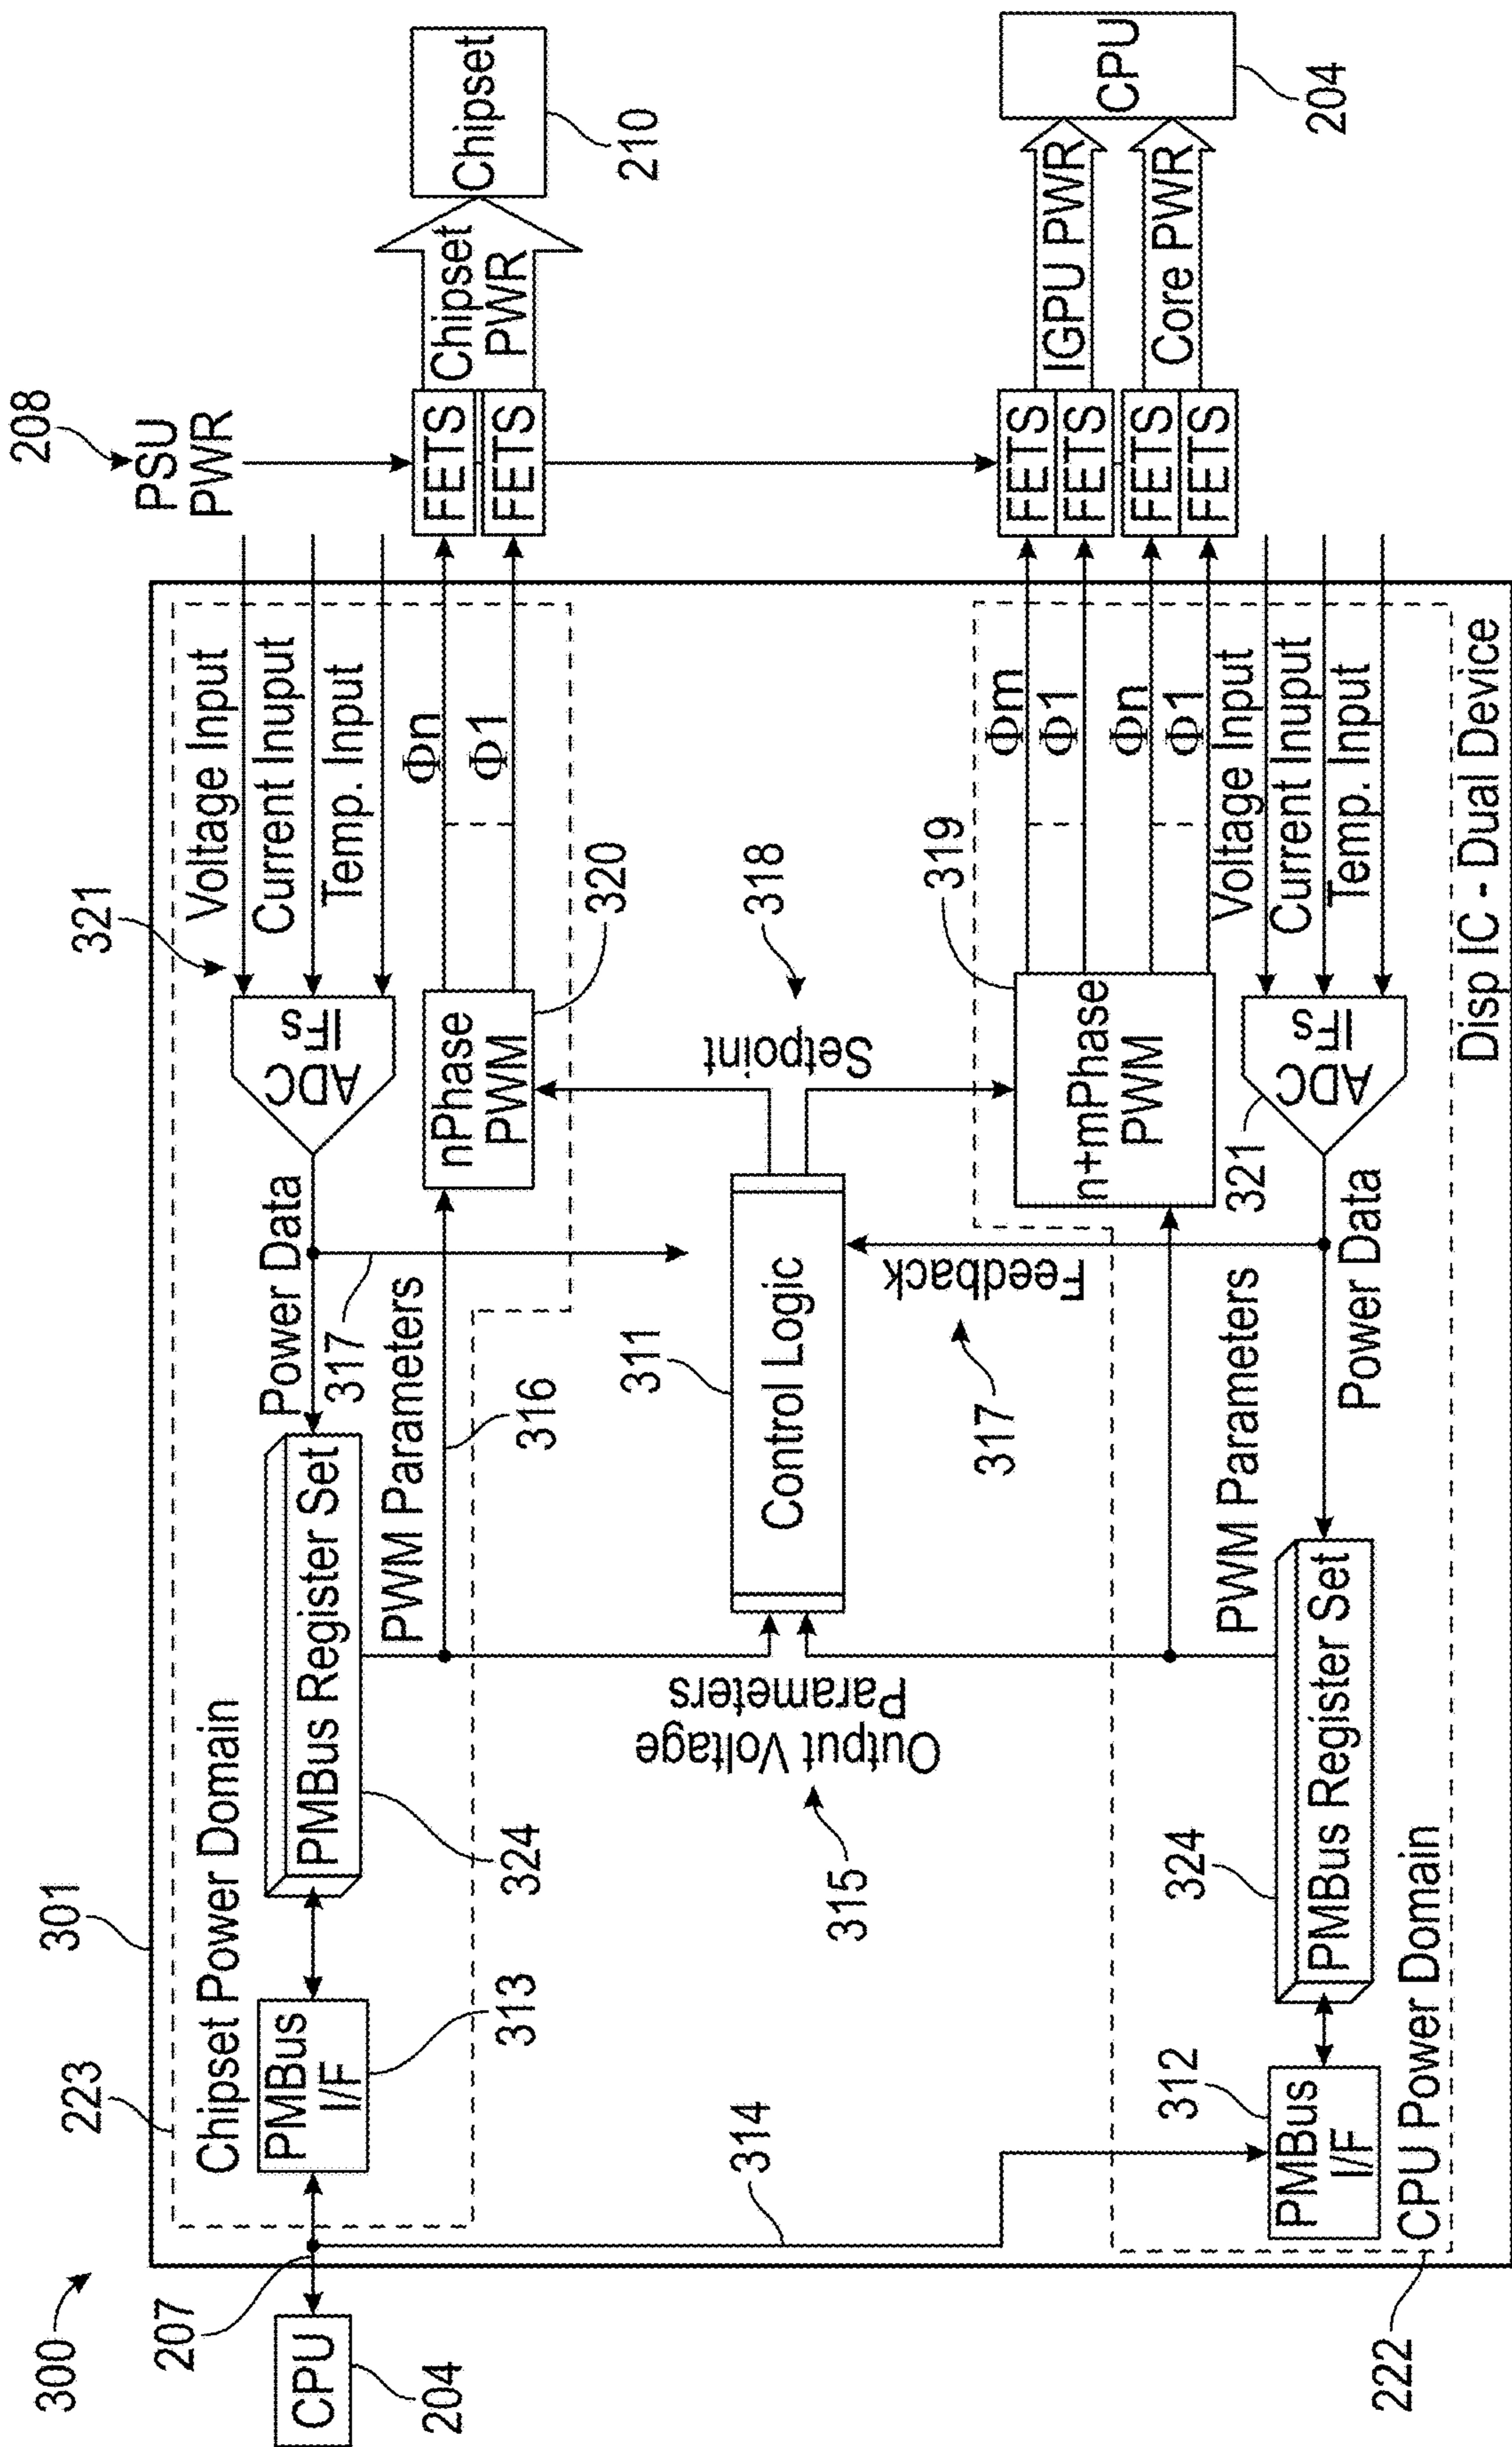 300
301
223
207
CPU
204
Chipset Power Domain
PMBus
I/F
313
PMBus Register Set
324
Power Data
317
PWM Parameters
316
321
ADC
ITs
Voltage Input
Current Inuput
Temp. Input
nPhase
PWM
320
Φn
Φ1
208
PSU
PWR
FETS
FETS
Chipset
PWR
Chipset
210
314
315
Output Voltage
Parameters
311
Control Logic
317
Feedback
318
Setpoint
319
n+mPhase
PWM
Φm
Φ1
Φn
Φ1
FETS
FETS
FETS
FETS
IGPU PWR
Core PWR
CPU
204
312
PMBus
I/F
324
PMBus Register Set
PWM Parameters
Power Data
321
ADC
ITs
Voltage Input
Current Inuput
Temp. Input
CPU Power Domain
222
Disp IC - Dual Device